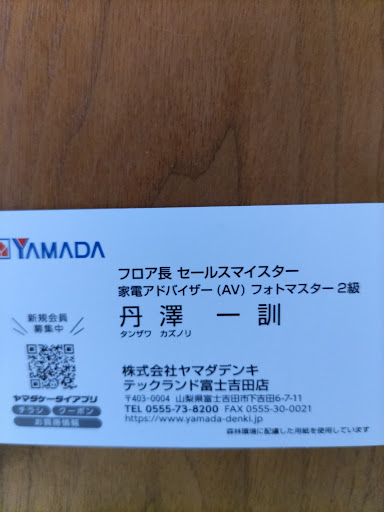 YAMADA
フロア長 セールスマイスター
家電アドバイザー(AV) フォトマスター2級
丹澤 一訓
タンザワ カズノリ
新規会員
募集中
ヤマダケータイアプリ
チラシ クーポン
お買得情報
株式会社ヤマダデンキ
テックランド富士吉田店
〒403-0004 山梨県富士吉田市下吉田6-7-11
TEL 0555-73-8200 FAX 0555-30-0021
https://www.yamada-denki.jp/
森林環境に配慮した用紙を使用しています